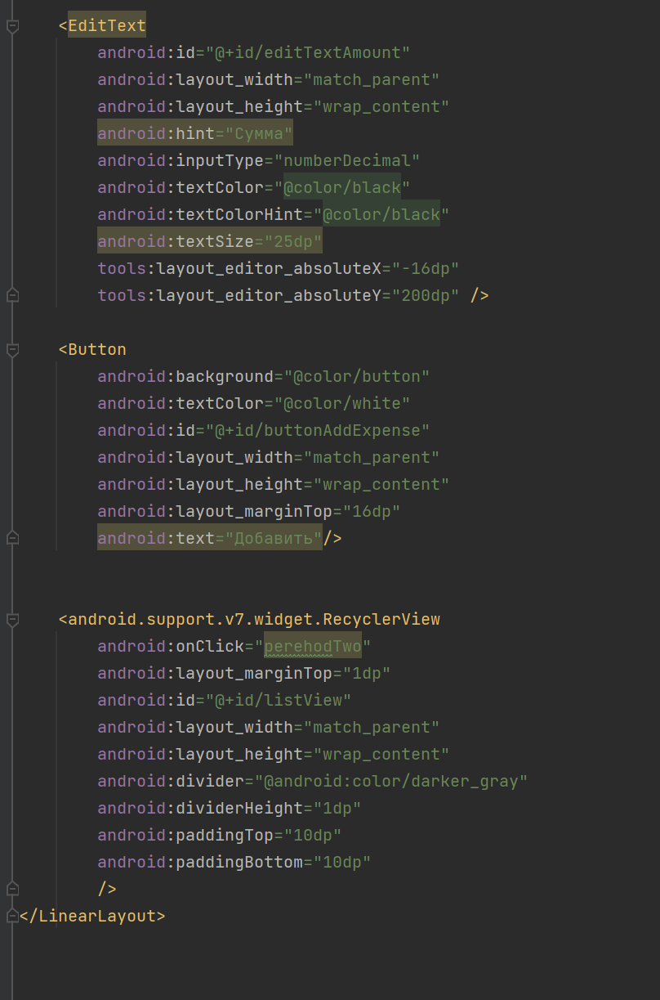 <EditText
android:id="@+id/editTextAmount"
android:layout_width="match_parent"
android:layout_height="wrap_content"
android:hint="Сумма"
android:inputType="numberDecimal"
android:textColor="@color/black"
android:textColorHint="@color/black"
android:textSize="25dp"
tools:layout_editor_absoluteX="-16dp"
tools:layout_editor_absoluteY="200dp" />
<Button
android:background="@color/button"
android:textColor="@color/white"
android:id="@+id/buttonAddExpense"
android:layout_width="match_parent"
android:layout_height="wrap_content"
android:layout_marginTop="16dp"
android:text="Добавить"/>
<android.support.v7.widget.RecyclerView
android:onClick="perehodTwo"
android:layout_marginTop="1dp"
android:id="@+id/listView"
android:layout_width="match_parent"
android:layout_height="wrap_content"
android:divider="@android:color/darker_gray"
android:dividerHeight="1dp"
android:paddingTop="10dp"
android:paddingBottom="10dp"
/>
</LinearLayout>